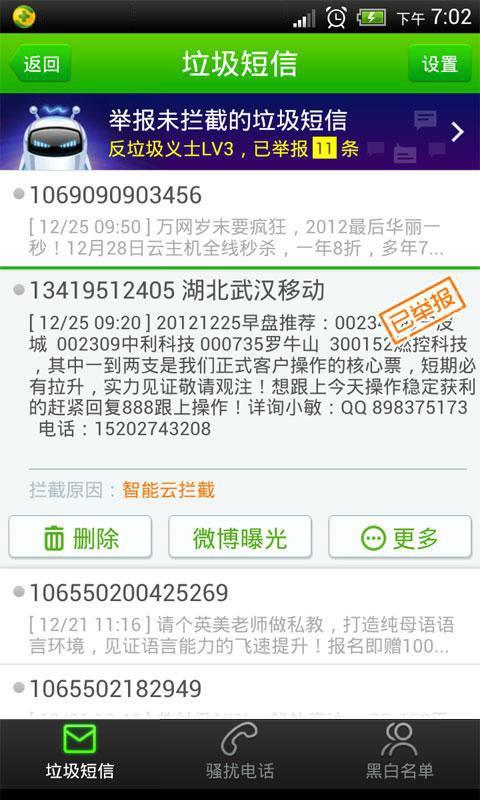 下午 7:02
返回
垃圾短信
设置
举报未拦截的垃圾短信
反垃圾义士LV3，已举报 11 条
1069090903456
[ 12/25 09:50 ] 万网岁末要疯狂，2012最后华丽一
秒！12月28日云主机全线秒杀，一年8折，多年7...
13419512405 湖北武汉移动
已举报
[ 12/25 09:20 ] 20121225早盘推荐：00234
城 002309中利科技 000735罗牛山 300152燃控科技
，其中一到两支是我们正式客户操作的核心票，短期必
有拉升，实力见证敬请观注！想跟上今天操作稳定获利
的赶紧回复888跟上操作！详询小敏：QQ 898375173
电话：15202743208
拦截原因：智能云拦截
删除
微博曝光
更多
106550200425269
[ 12/21 11:16 ] 请个英美老师做私教，打造纯母语语
言环境，见证语言能力的飞速提升！报名即赠100...
1065502182949
垃圾短信
骚扰电话
黑白名单